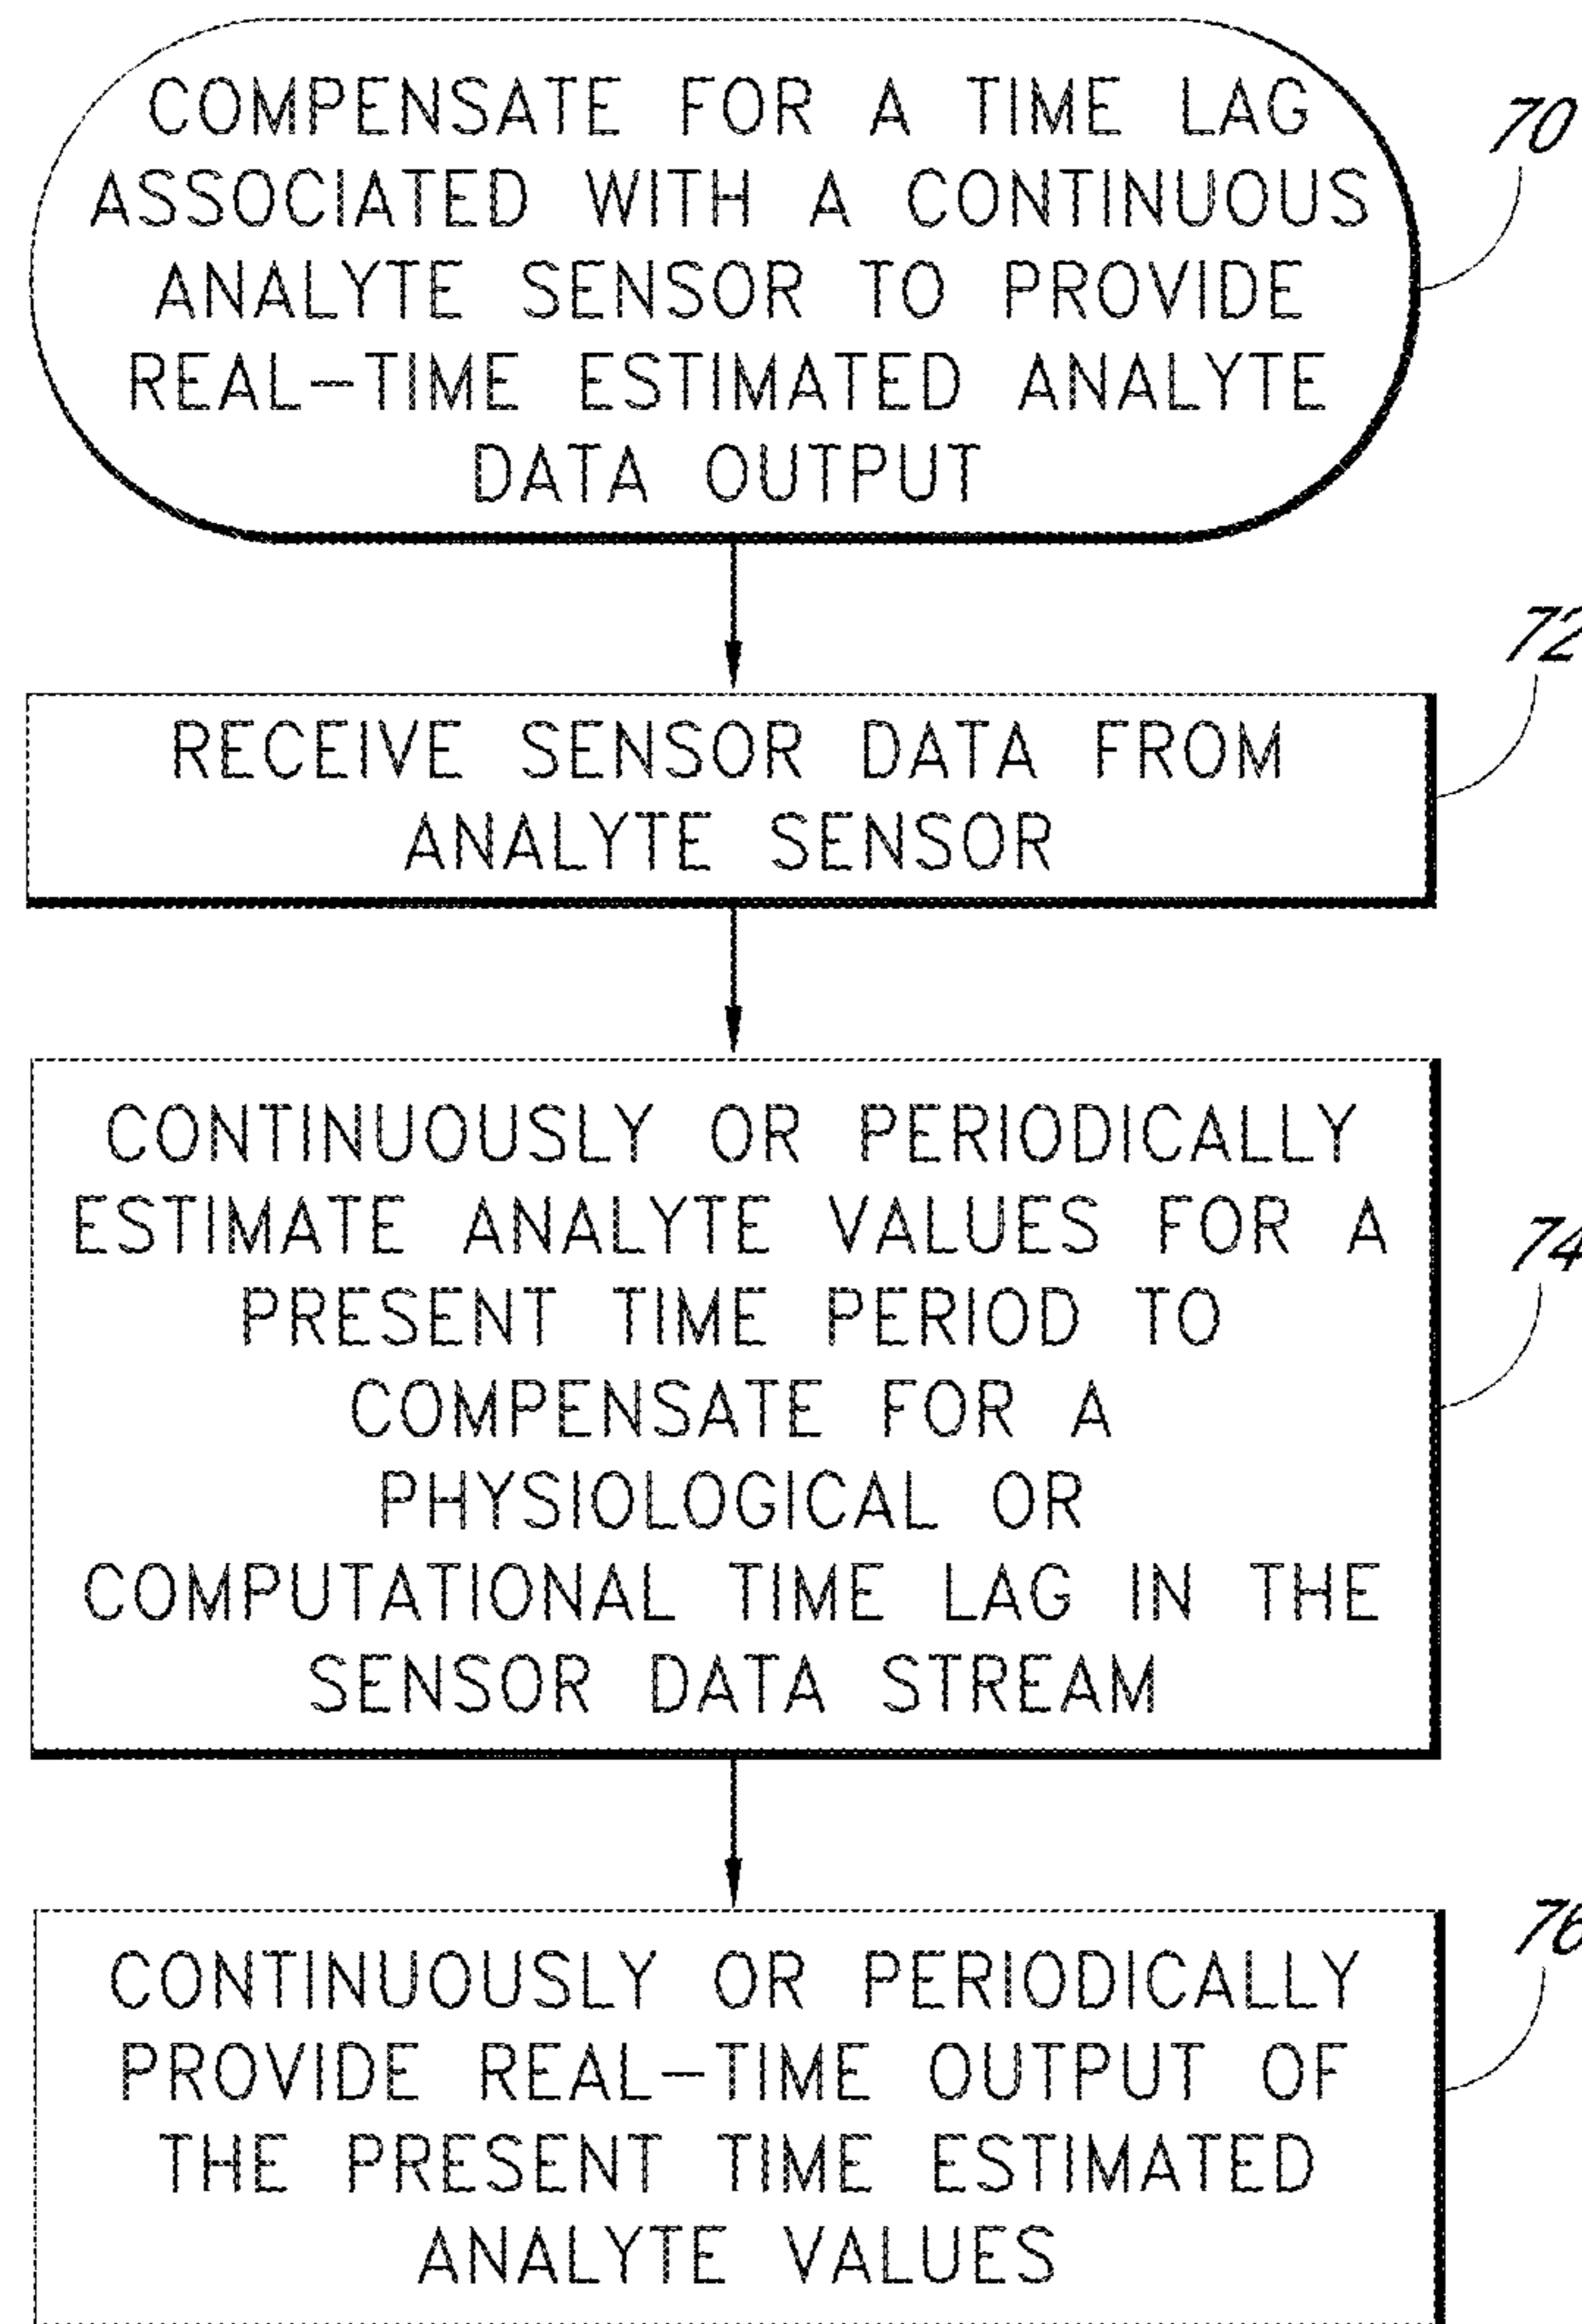 COMPENSATE FOR A TIME LAG
ASSOCIATED WITH A CONTINUOUS
ANALYTE SENSOR TO PROVIDE
REAL-TIME ESTIMATED ANALYTE
DATA OUTPUT
70
72
RECEIVE SENSOR DATA FROM
ANALYTE SENSOR
CONTINUOUSLY OR PERIODICALLY
ESTIMATE ANALYTE VALUES FOR A
PRESENT TIME PERIOD TO
COMPENSATE FOR A
PHYSIOLOGICAL OR
COMPUTATIONAL TIME LAG IN THE
SENSOR DATA STREAM
74
76
CONTINUOUSLY OR PERIODICALLY
PROVIDE REAL-TIME OUTPUT OF
THE PRESENT TIME ESTIMATED
ANALYTE VALUES